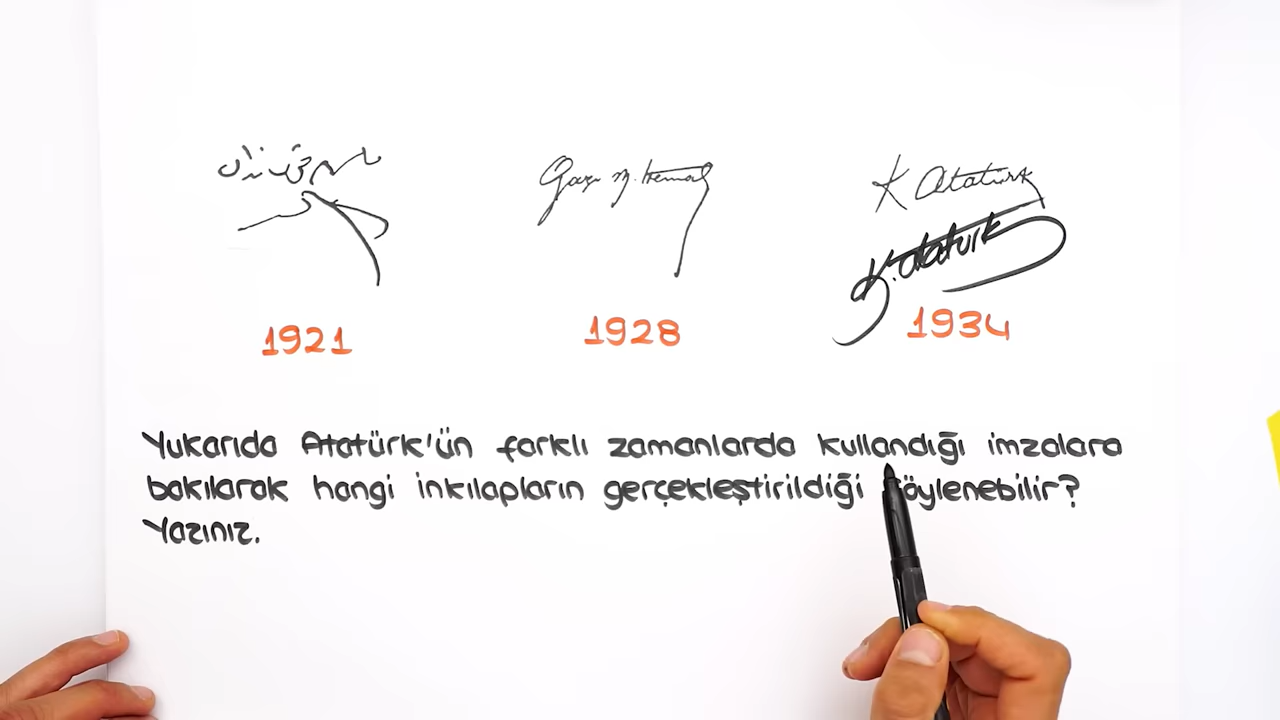 Gazi M. Kemal
K Atatürk
K. Atatürk
1921
1928
1934
Yukarıda Atatürk'ün farklı zamanlarda kullandığı imzalara
bakılarak hangi inkılapların gerçekleştirildiği söylenebilir?
Yazınız.